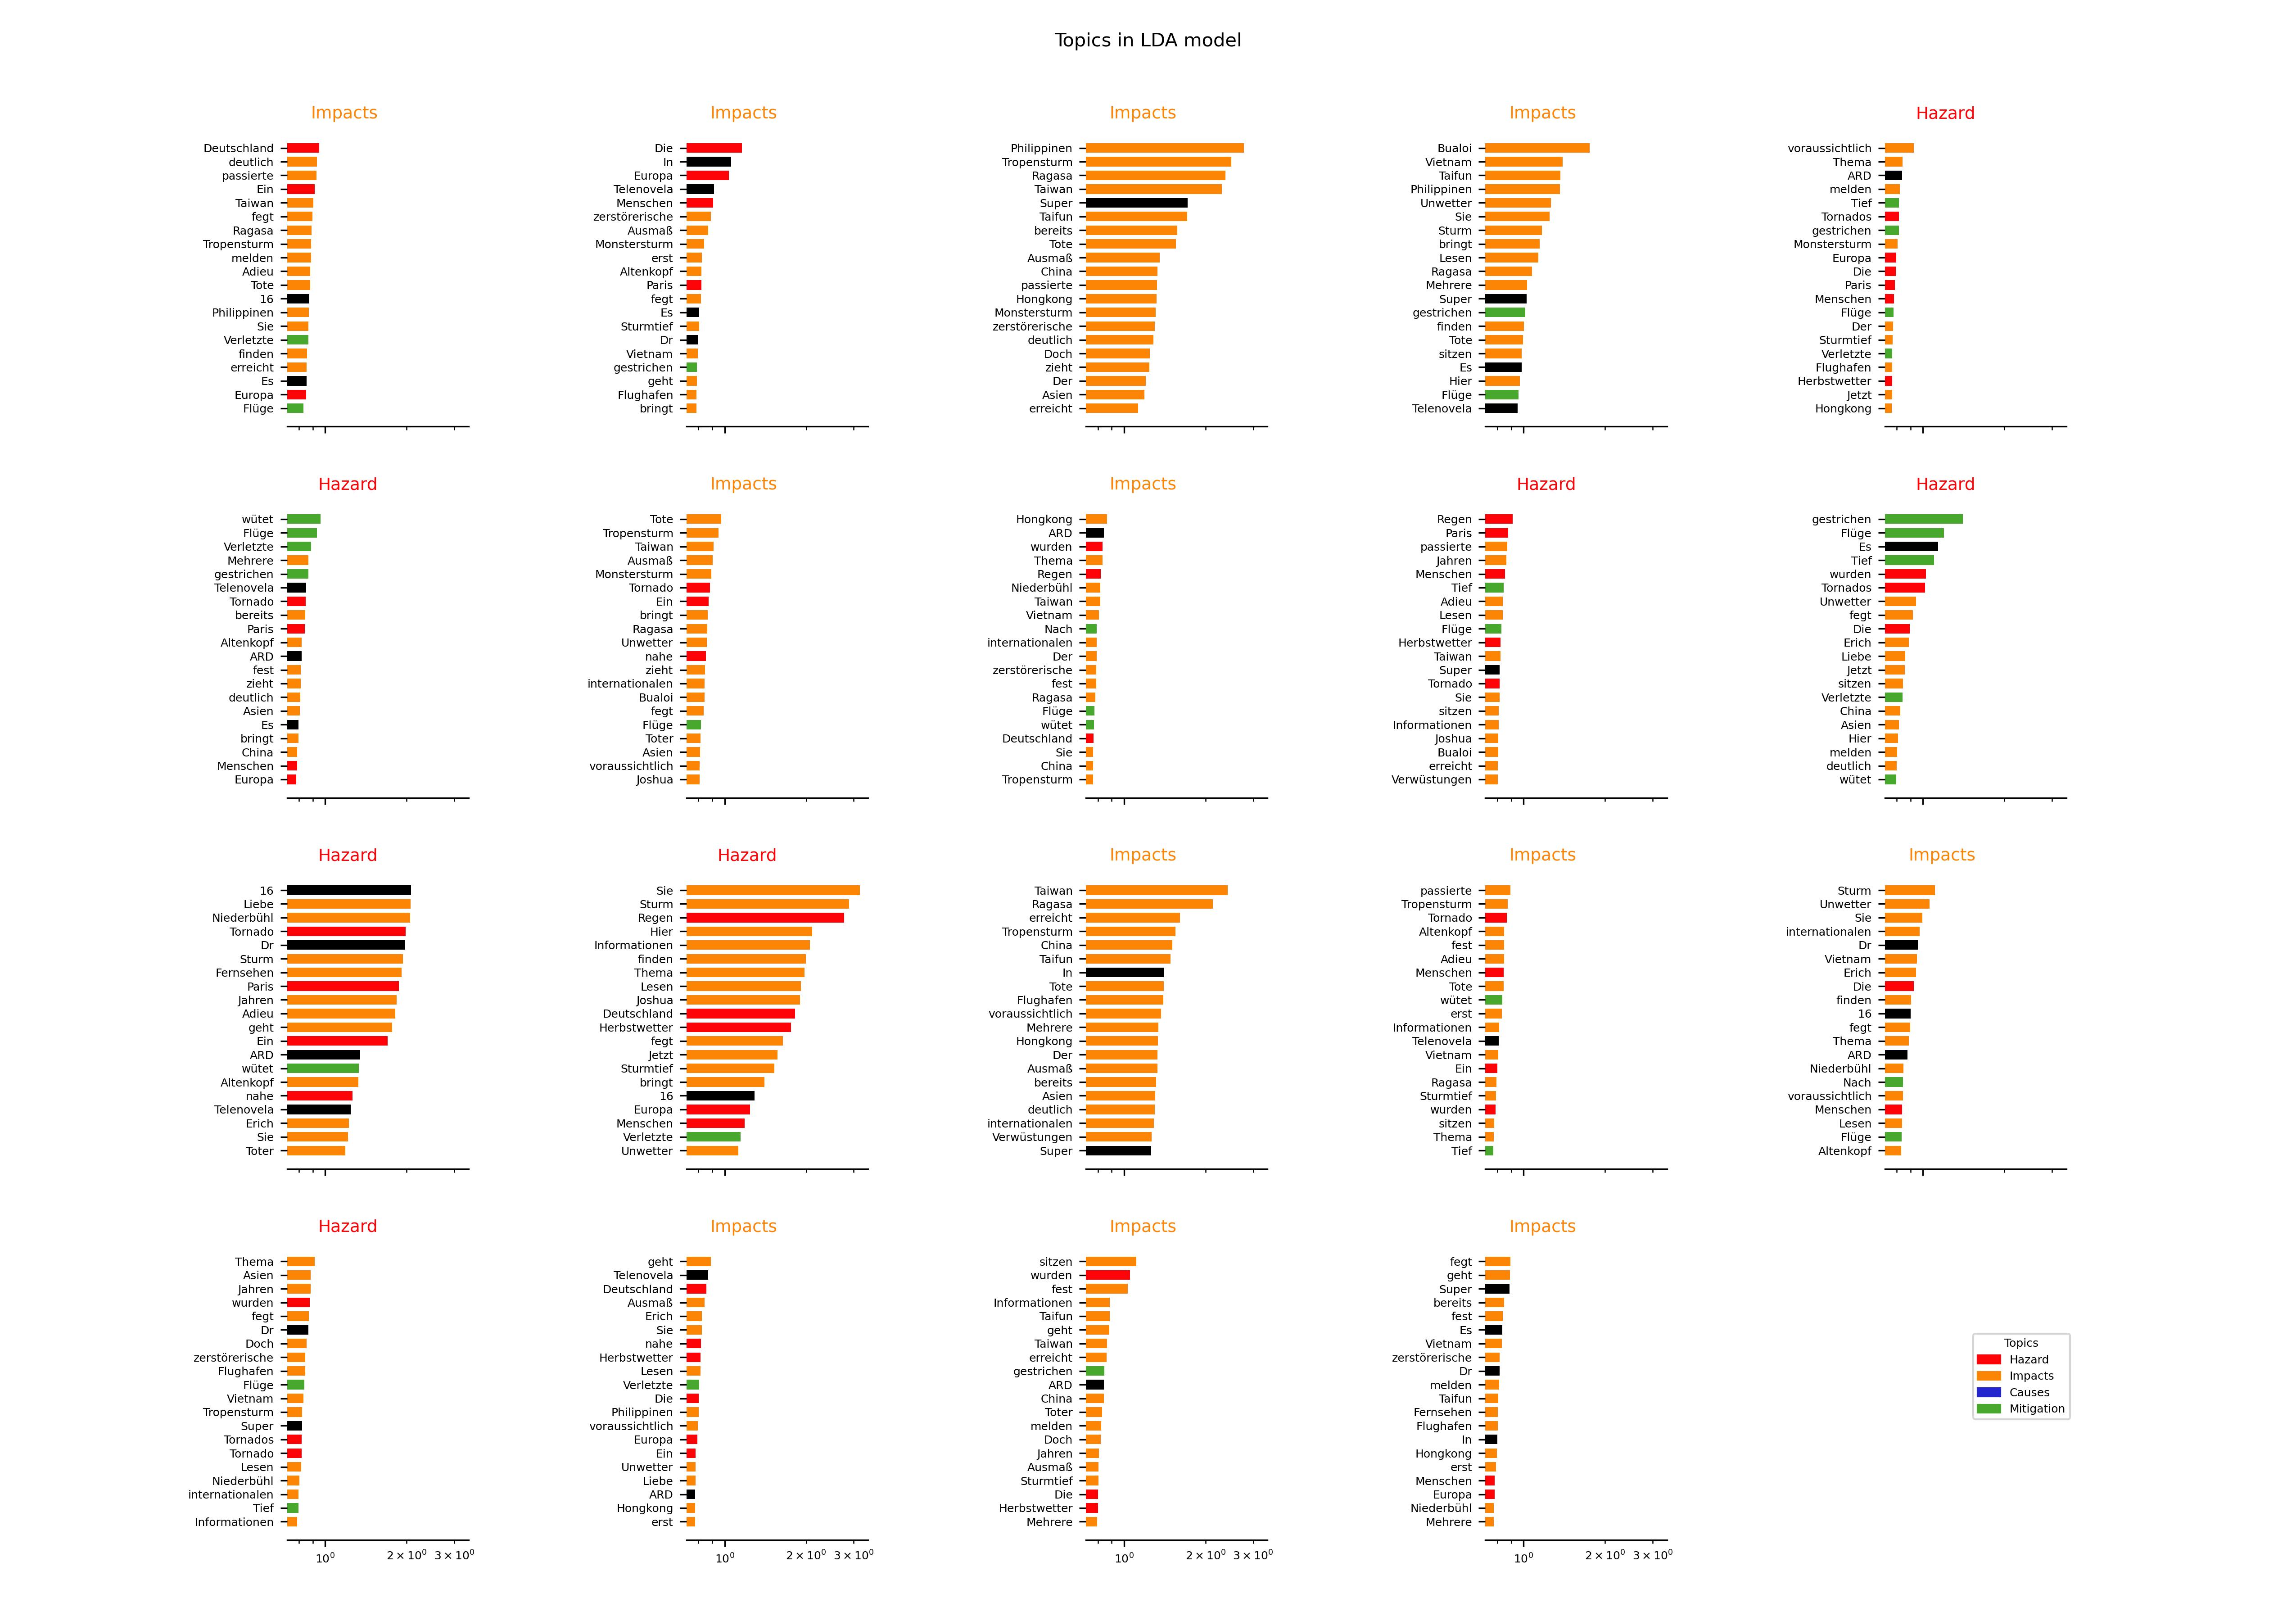 Topics in LDA model
Impacts
Deutschland
deutlich
passierte
Ein
Taiwan
fegt
Ragasa
Tropensturm
melden
Adieu
Tote
16
Philippinen
Sie
Verletzte
finden
erreicht
Es
Europa
Flüge
Impacts
Die
In
Europa
Telenovela
Menschen
zerstörerische
Ausmaß
Monstersturm
erst
Altenkopf
Paris
fegt
Es
Sturmtief
Dr
Vietnam
gestrichen
geht
Flughafen
bringt
Impacts
Philippinen
Tropensturm
Ragasa
Taiwan
Super
Taifun
bereits
Tote
Ausmaß
China
passierte
Hongkong
Monstersturm
zerstörerische
deutlich
Doch
zieht
Der
Asien
erreicht
Impacts
Bualoi
Vietnam
Taifun
Philippinen
Unwetter
Sie
Sturm
bringt
Lesen
Ragasa
Mehrere
Super
gestrichen
finden
Tote
sitzen
Es
Hier
Flüge
Telenovela
Hazard
voraussichtlich
Thema
ARD
melden
Tief
Tornados
gestrichen
Monstersturm
Europa
Die
Paris
Menschen
Flüge
Der
Sturmtief
Verletzte
Flughafen
Herbstwetter
Jetzt
Hongkong
Hazard
wütet
Flüge
Verletzte
Mehrere
gestrichen
Telenovela
Tornado
bereits
Paris
Altenkopf
ARD
fest
zieht
deutlich
Asien
Es
bringt
China
Menschen
Europa
Impacts
Tote
Tropensturm
Taiwan
Ausmaß
Monstersturm
Tornado
Ein
bringt
Ragasa
Unwetter
nahe
zieht
internationalen
Bualoi
fegt
Flüge
Toter
Asien
voraussichtlich
Joshua
Impacts
Hongkong
ARD
wurden
Thema
Regen
Niederbühl
Taiwan
Vietnam
Nach
internationalen
Der
zerstörerische
fest
Ragasa
Flüge
wütet
Deutschland
Sie
China
Tropensturm
Hazard
Regen
Paris
passierte
Jahren
Menschen
Tief
Adieu
Lesen
Flüge
Herbstwetter
Taiwan
Super
Tornado
Sie
sitzen
Informationen
Joshua
Bualoi
erreicht
Verwüstungen
Hazard
gestrichen
Flüge
Es
Tief
wurden
Tornados
Unwetter
fegt
Die
Erich
Liebe
Jetzt
sitzen
Verletzte
China
Asien
Hier
melden
deutlich
wütet
Hazard
16
Liebe
Niederbühl
Tornado
Dr
Sturm
Fernsehen
Paris
Jahren
Adieu
geht
Ein
ARD
wütet
Altenkopf
nahe
Telenovela
Erich
Sie
Toter
Hazard
Sie
Sturm
Regen
Hier
Informationen
finden
Thema
Lesen
Joshua
Deutschland
Herbstwetter
fegt
Jetzt
Sturmtief
bringt
16
Europa
Menschen
Verletzte
Unwetter
Impacts
Taiwan
Ragasa
erreicht
Tropensturm
China
Taifun
In
Tote
Flughafen
voraussichtlich
Mehrere
Hongkong
Der
Ausmaß
bereits
Asien
deutlich
internationalen
Verwüstungen
Super
Impacts
passierte
Tropensturm
Tornado
Altenkopf
fest
Adieu
Menschen
Tote
wütet
erst
Informationen
Telenovela
Vietnam
Ein
Ragasa
Sturmtief
wurden
sitzen
Thema
Tief
Impacts
Sturm
Unwetter
Sie
internationalen
Dr
Vietnam
Erich
Die
finden
16
fegt
Thema
ARD
Niederbühl
Nach
voraussichtlich
Menschen
Lesen
Flüge
Altenkopf
Hazard
Thema
Asien
Jahren
wurden
fegt
Dr
Doch
zerstörerische
Flughafen
Flüge
Vietnam
Tropensturm
Super
Tornados
Tornado
Lesen
Niederbühl
internationalen
Tief
Informationen
10⁰ 2 × 10⁰ 3 × 10⁰
Impacts
geht
Telenovela
Deutschland
Ausmaß
Erich
Sie
nahe
Herbstwetter
Lesen
Verletzte
Die
Philippinen
voraussichtlich
Europa
Ein
Unwetter
Liebe
ARD
Hongkong
erst
10⁰ 2 × 10⁰ 3 × 10⁰
Impacts
sitzen
wurden
fest
Informationen
Taifun
geht
Taiwan
erreicht
gestrichen
ARD
China
Toter
melden
Doch
Jahren
Ausmaß
Sturmtief
Die
Herbstwetter
Mehrere
10⁰ 2 × 10⁰ 3 × 10⁰
Impacts
fegt
geht
Super
bereits
fest
Es
Vietnam
zerstörerische
Dr
melden
Taifun
Fernsehen
Flughafen
In
Hongkong
erst
Menschen
Europa
Niederbühl
Mehrere
10⁰ 2 × 10⁰ 3 × 10⁰
Topics
Hazard
Impacts
Causes
Mitigation